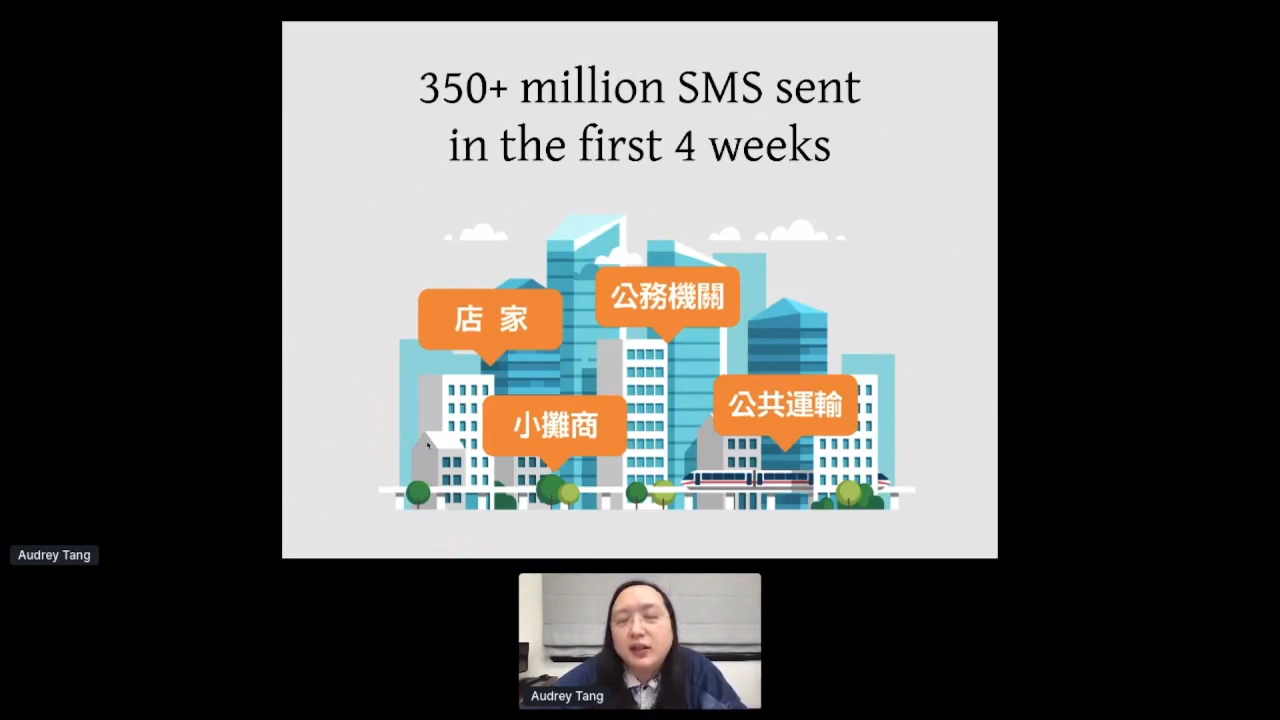 350+ million SMS sent
in the first 4 weeks
公務機關
店家
公共運輸
小攤商
Audrey Tang
Audrey Tang